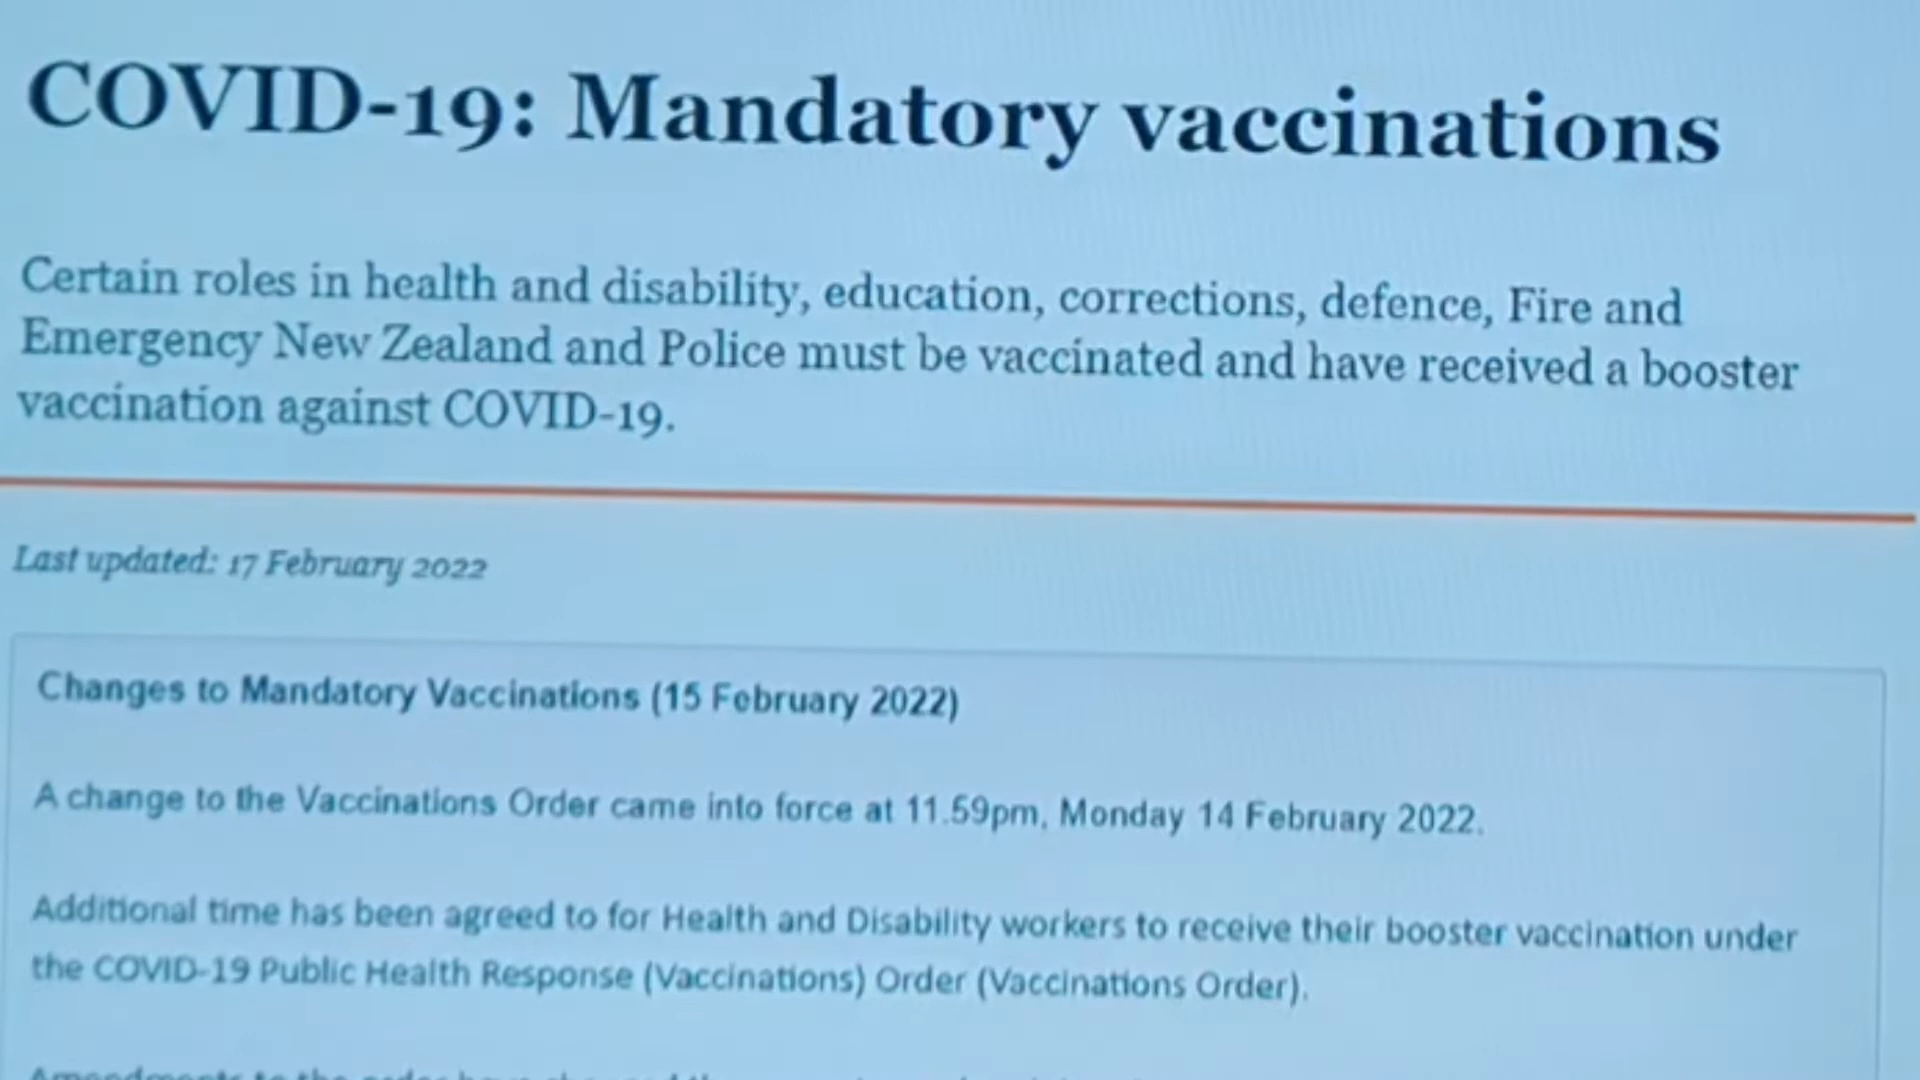 COVID-19: Mandatory vaccinations
Certain roles in health and disability, education, corrections, defence, Fire and
Emergency New Zealand and Police must be vaccinated and have received a booster
vaccination against COVID-19.
Last updated: 17 February 2022
Changes to Mandatory Vaccinations (15 February 2022)
A change to the Vaccinations Order came into force at 11.59pm, Monday 14 February 2022.
Additional time has been agreed to for Health and Disability workers to receive their booster vaccination under
the COVID-19 Public Health Response (Vaccinations) Order (Vaccinations Order).